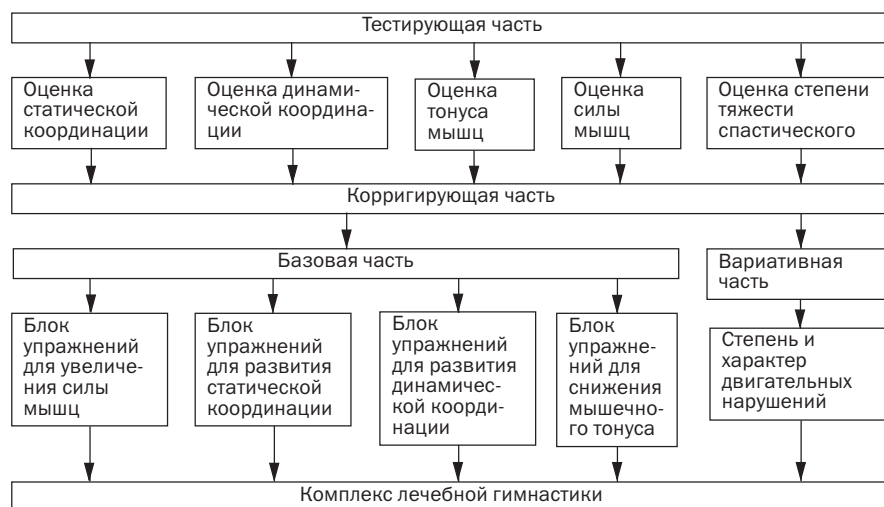 Тестирующая часть
Оценка
статической
координации
Оценка динами-
ческой координа-
ции
Оценка
тонуса
мышц
Оценка
силы
мышц
Оценка степени
тяжести
спастического
Корригирующая часть
Базовая часть
Вариативная
часть
Блок
упражнений
для увеличе-
ния силы
мышц
Блок
упражнений
для развития
статической
координации
Блок
упражнений
для развития
динамичес-
кой коорди-
нации
Блок
упражне-
ний для
снижения
мышечно-
го тонуса
Степень и
характер
двигательных
нарушений
Комплекс лечебной гимнастики